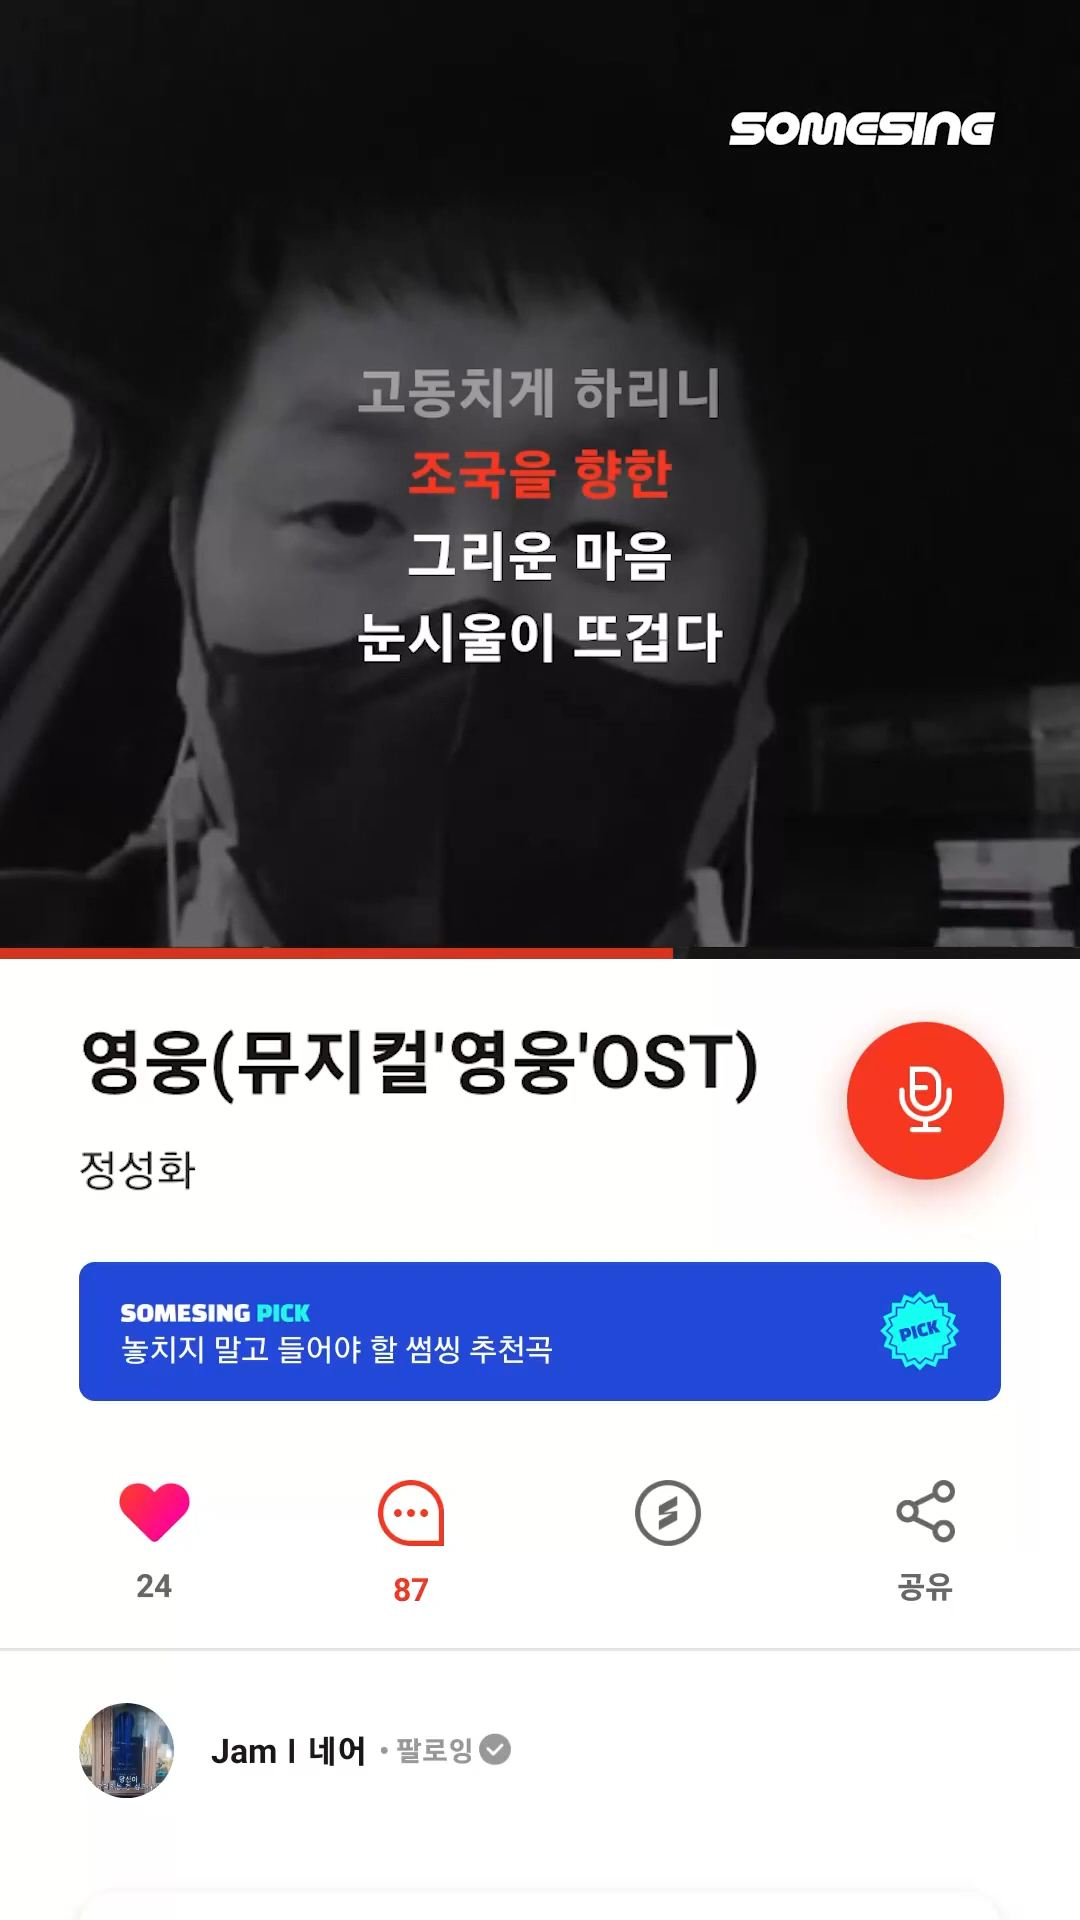 SOMESING
고동치게 하리니
조국을 향한
그리운 마음
눈시울이 뜨겁다
영웅(뮤지컬'영웅'OST)
정성화
SOMESING PICK
놓치지 말고 들어야 할 썸씽 추천곡
PICK
24
87
공유
Jam I 네어 • 팔로잉
당신이